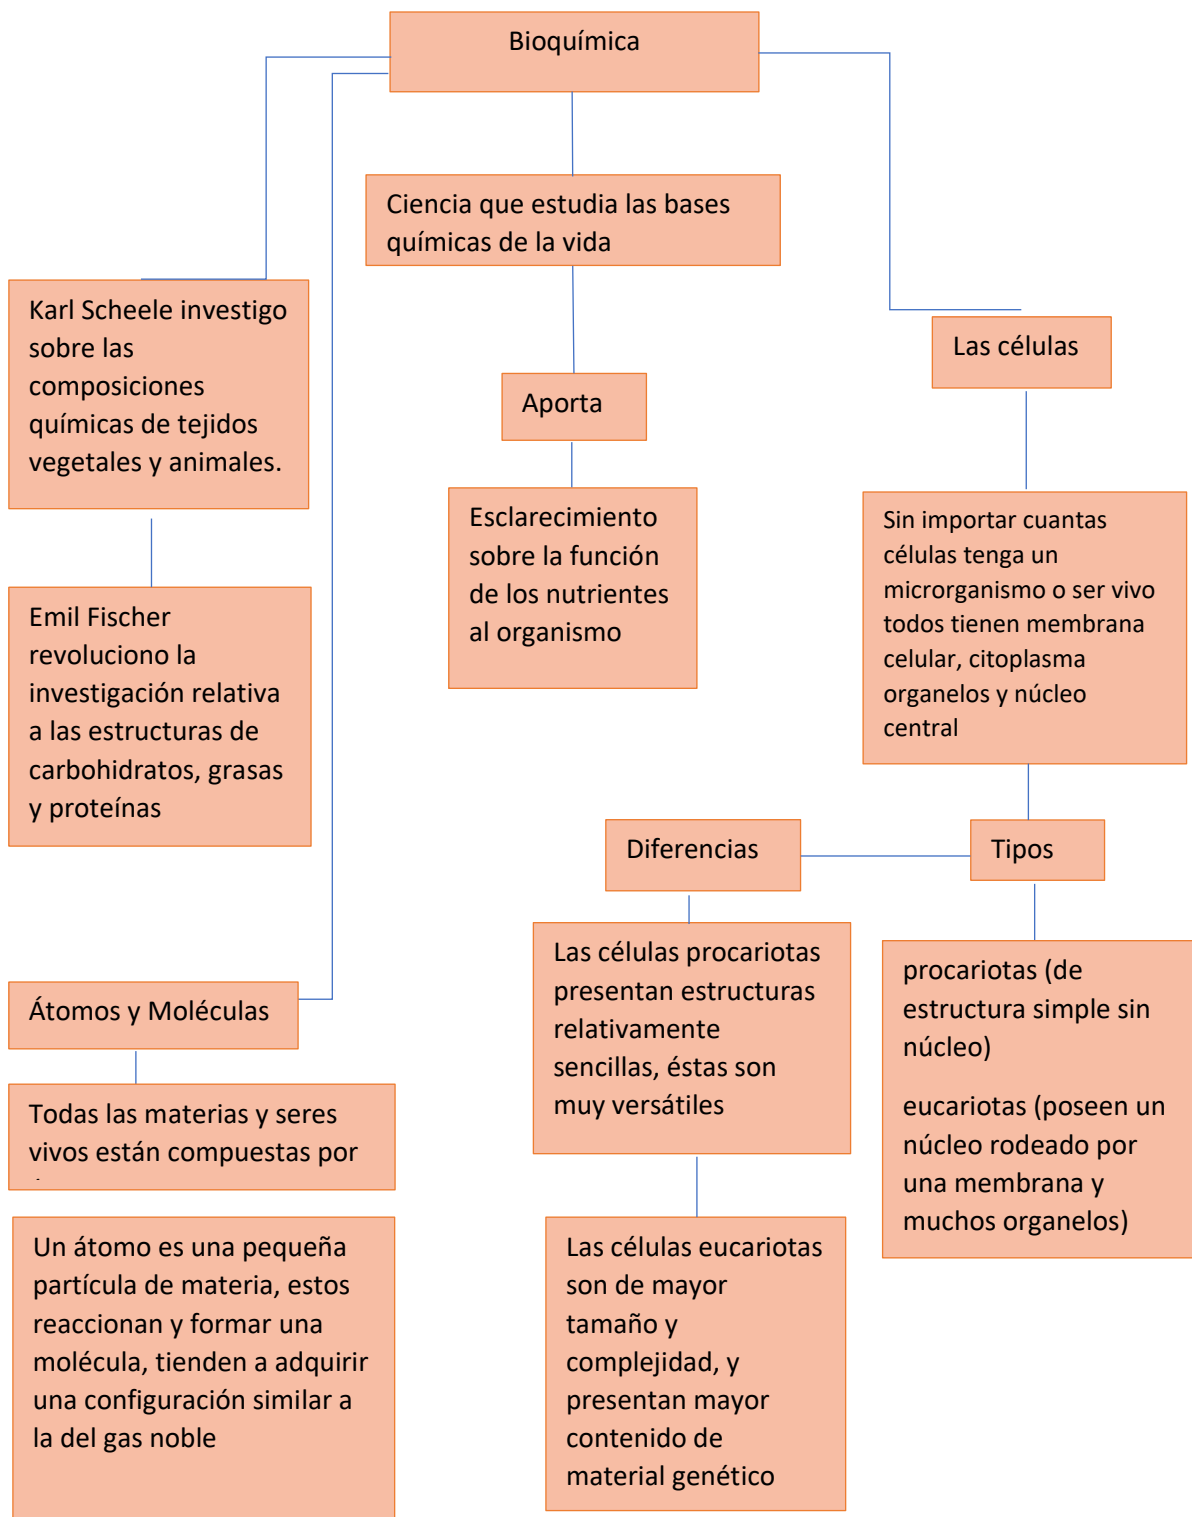 Bioquímica
Ciencia que estudia las bases
químicas de la vida
Karl Scheele investigo
sobre las
composiciones
químicas de tejidos
vegetales y animales.
Las células
Aporta
Esclarecimiento
sobre la función
de los nutrientes
al organismo
Sin importar cuantas
células tenga un
microrganismo o ser vivo
todos tienen membrana
celular, citoplasma
organelos y núcleo
central
Emil Fischer
revoluciono la
investigación relativa
a las estructuras de
carbohidratos, grasas
y proteínas
Diferencias
Tipos
Las células procariotas
presentan estructuras
relativamente
sencillas, éstas son
muy versátiles
procariotas (de
estructura simple sin
núcleo)
eucariotas (poseen un
núcleo rodeado por
una membrana y
muchos organelos)
Átomos y Moléculas
Todas las materias y seres
vivos están compuestas por
Un átomo es una pequeña
partícula de materia, estos
reaccionan y formar una
molécula, tienden a adquirir
una configuración similar a
la del gas noble
Las células eucariotas
son de mayor
tamaño y
complejidad, y
presentan mayor
contenido de
material genético